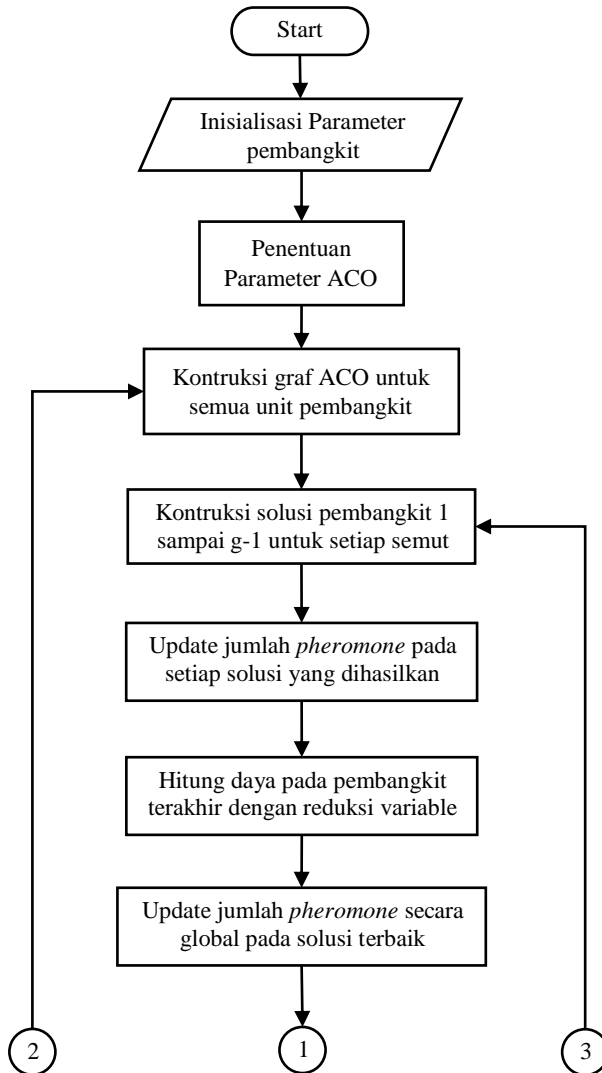 Start
Inisialisasi Parameter
pembangkit
Penentuan
Parameter ACO
Kontruksi graf ACO untuk
semua unit pembangkit
Kontruksi solusi pembangkit 1
sampai g-1 untuk setiap semut
Update jumlah pheromone pada
setiap solusi yang dihasilkan
Hitung daya pada pembangkit
terakhir dengan reduksi variable
Update jumlah pheromone secara
global pada solusi terbaik
2
1
3